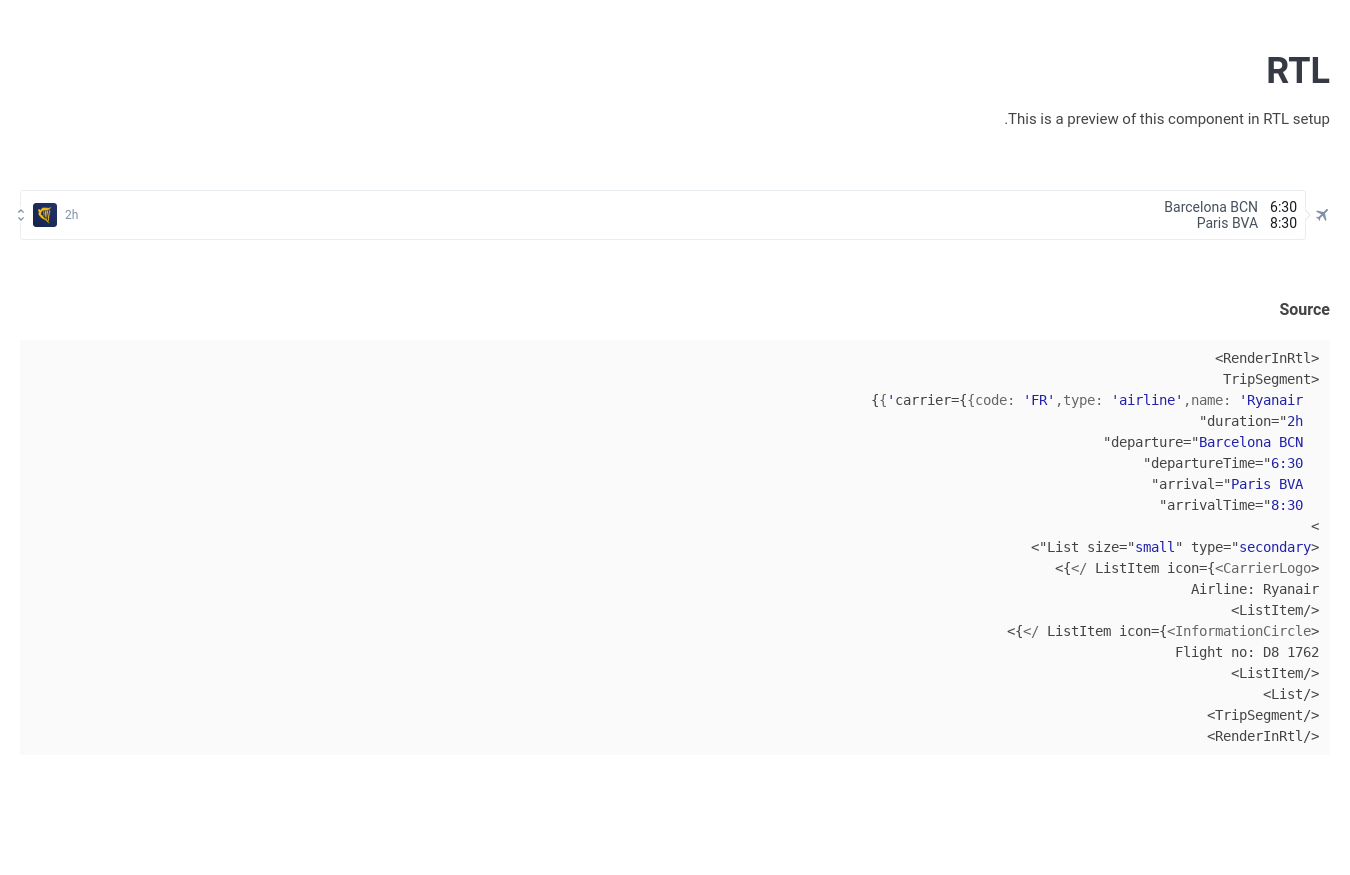 RTL
.This is a preview of this component in RTL setup
Barcelona BCN 6:30
Paris BVA 8:30
2h
Source
<RenderInRtl>
TripSegment>
{{'carrier={{code: 'FR',type: 'airline',name: 'Ryanair
"duration="2h
"departure="Barcelona BCN
"departureTime="6:30
"arrival="Paris BVA
"arrivalTime="8:30
<
<"List size="small" type="secondary>
<{</ ListItem icon={<CarrierLogo>
Airline: Ryanair
<ListItem/>
<{</ ListItem icon={<InformationCircle>
Flight no: D8 1762
<ListItem/>
<List/>
<TripSegment/>
<RenderInRtl/>